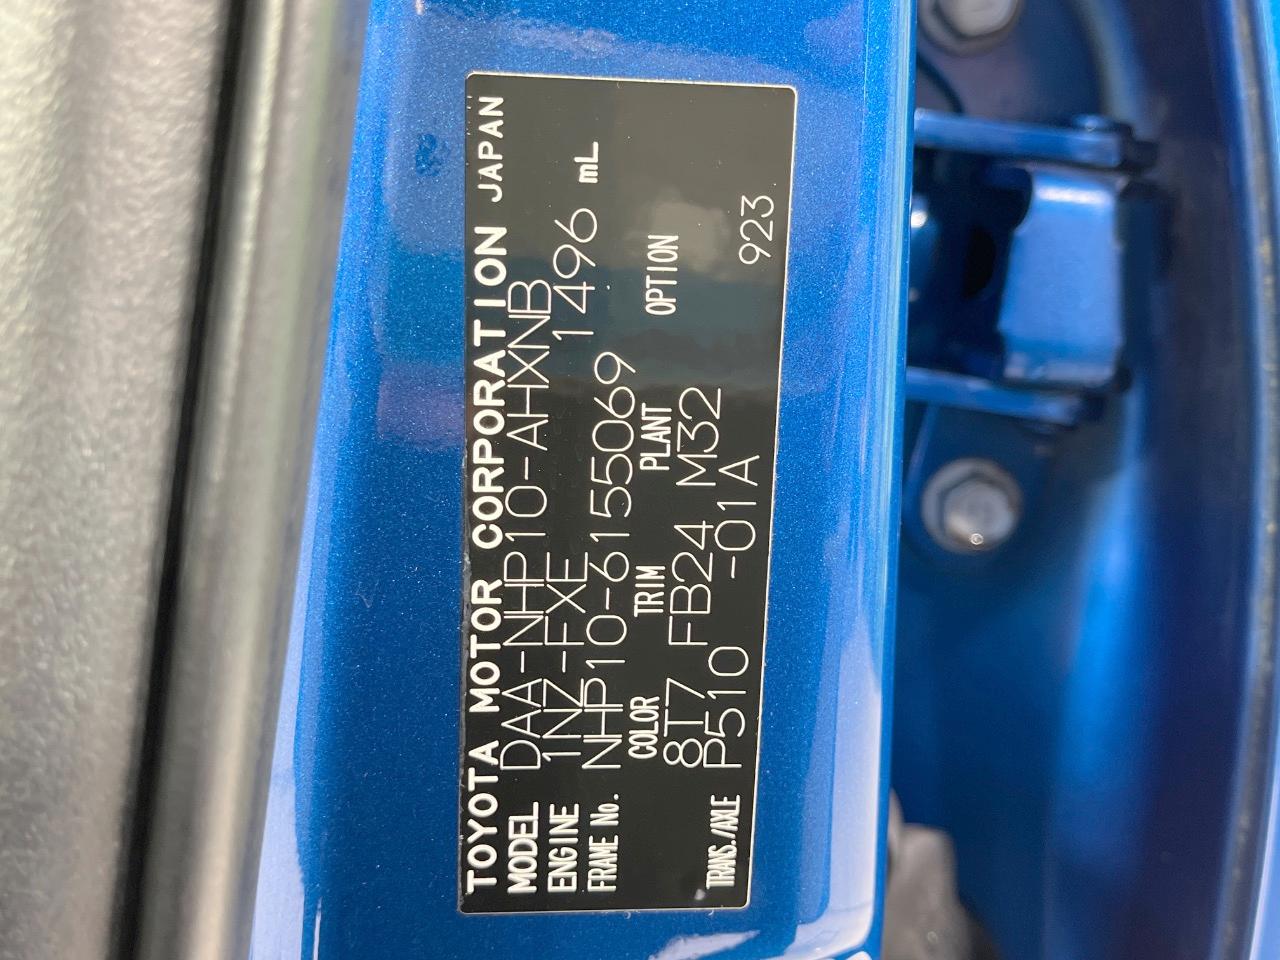 TOYOTA MOTOR CORPORATION JAPAN
MODEL DAA-NHP10-AHXNB
ENGINE 1NZ-FXE 1496 mL
FRAME No. NHP10-6155069
COLOR TRIM PLANT OPTION
8T7 FB24 M32
TRANS./AXLE P510 -01A 923